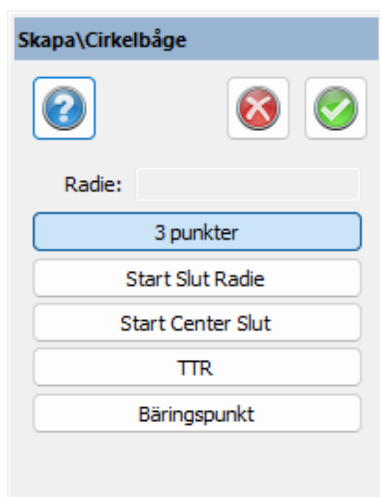 Skapa\Cirkelbåge
Radie:
3 punkter
Start Slut Radie
Start Center Slut
TTR
Bäringspunkt